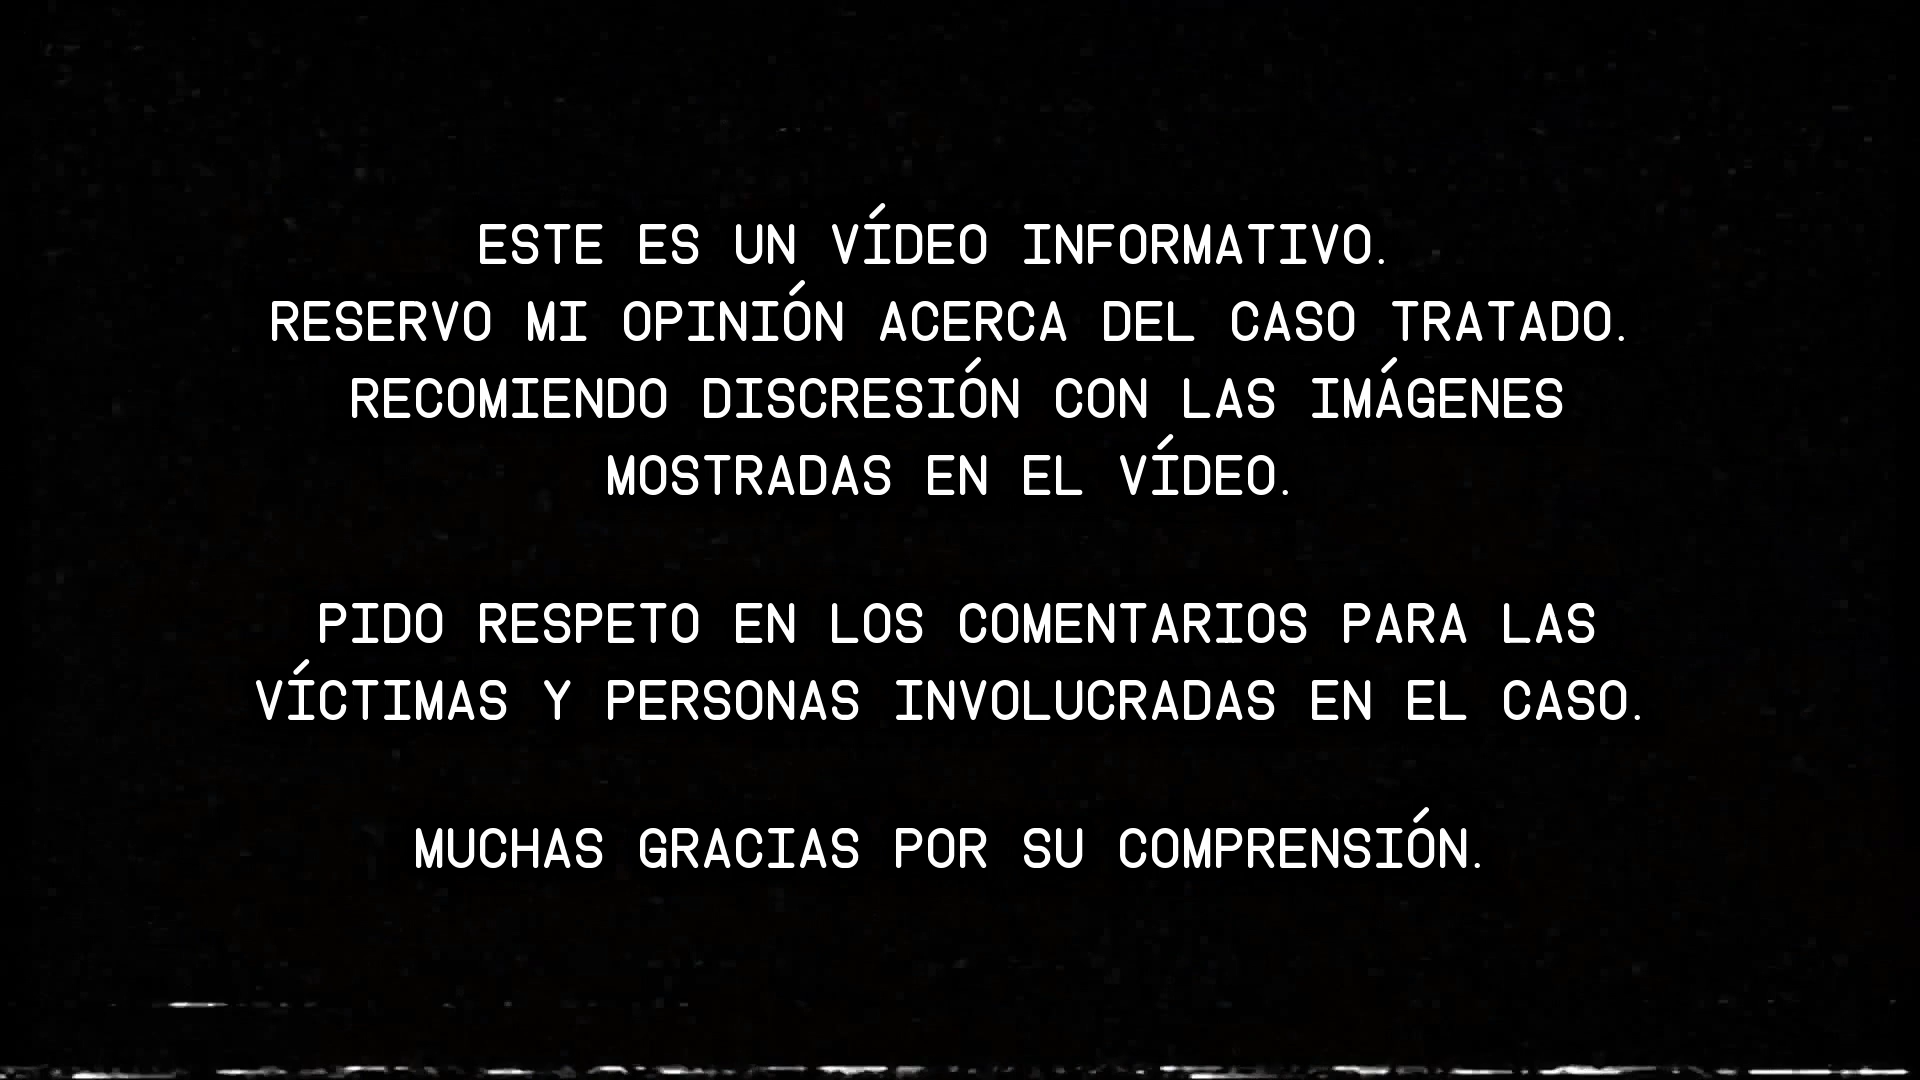 ESTE ES UN VÍDEO INFORMATIVO.
RESERVO MI OPINIÓN ACERCA DEL CASO TRATADO.
RECOMIENDO DISCRESIÓN CON LAS IMÁGENES
MOSTRADAS EN EL VÍDEO.
PIDO RESPETO EN LOS COMENTARIOS PARA LAS
VÍCTIMAS Y PERSONAS INVOLUCRADAS EN EL CASO.
MUCHAS GRACIAS POR SU COMPRENSIÓN.